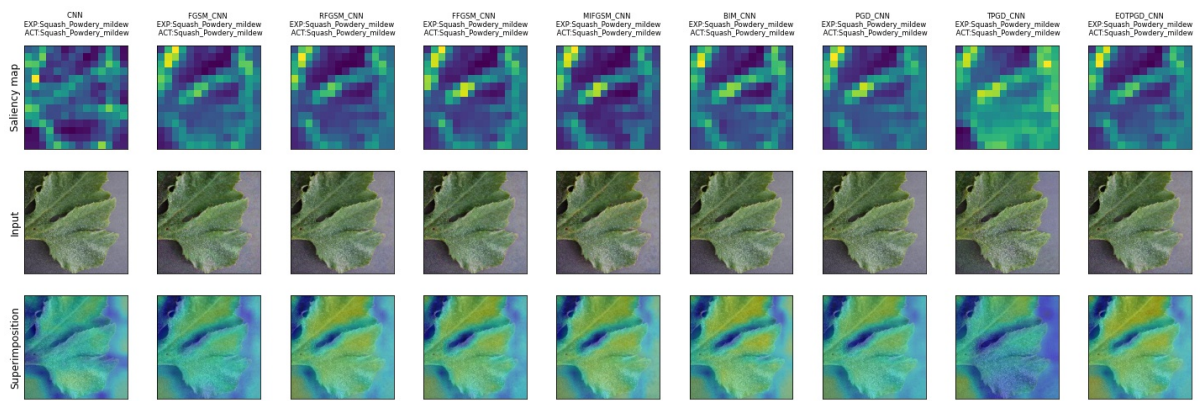 CNN
EXP:Squash_Powdery_mildew
ACT:Squash_Powdery_mildew
FGSM_CNN
EXP:Squash_Powdery_mildew
ACT:Squash_Powdery_mildew
RFGSM_CNN
EXP:Squash_Powdery_mildew
ACT:Squash_Powdery_mildew
FFGSM_CNN
EXP:Squash_Powdery_mildew
ACT:Squash_Powdery_mildew
MIFGSM_CNN
EXP:Squash_Powdery_mildew
ACT:Squash_Powdery_mildew
BIM_CNN
EXP:Squash_Powdery_mildew
ACT:Squash_Powdery_mildew
PGD_CNN
EXP:Squash_Powdery_mildew
ACT:Squash_Powdery_mildew
TPGD_CNN
EXP:Squash_Powdery_mildew
ACT:Squash_Powdery_mildew
EOTPGD_CNN
EXP:Squash_Powdery_mildew
ACT:Squash_Powdery_mildew
Saliency map
Input
Superimposition